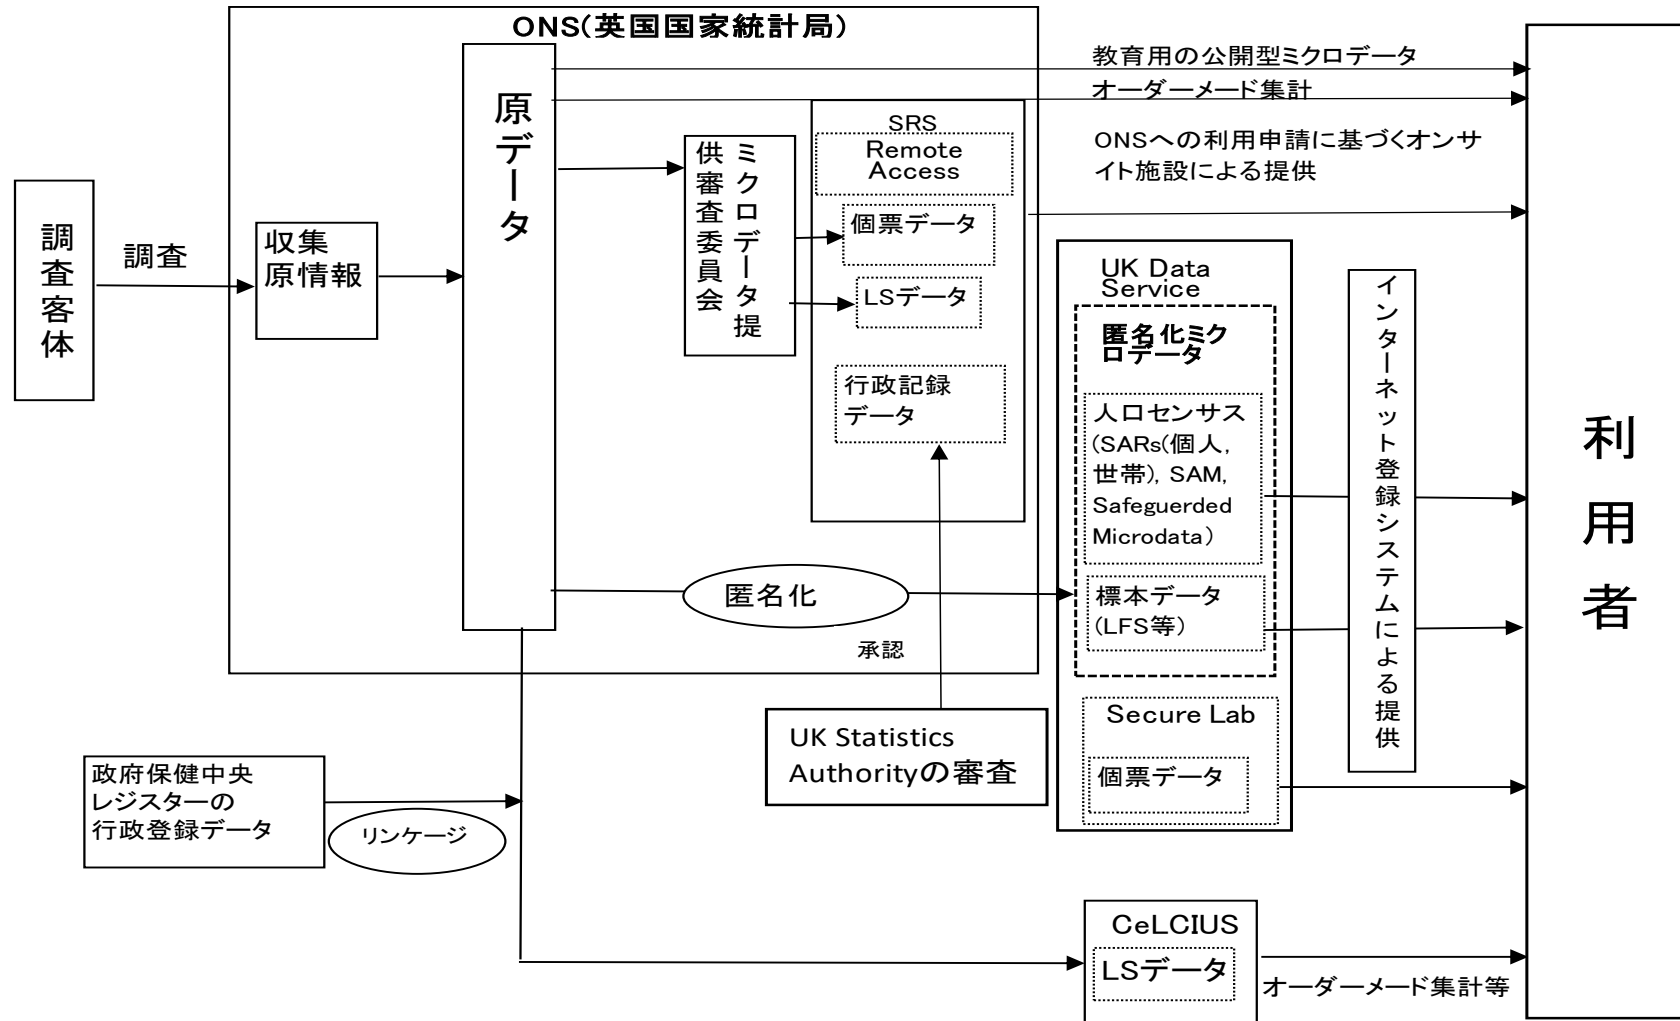 ONS(英国国家統計局)
調査客体
調査
収集
原情報
原データ
ミクロデータ提
供審査委員会
SRS
Remote
Access
個票データ
LSデータ
行政記録
データ
教育用の公開型ミクロデータ
オーダーメード集計
ONSへの利用申請に基づくオンサ
イト施設による提供
UK Data
Service
匿名化ミク
ロデータ
人口センサス
(SARs(個人,
世帯), SAM,
Safeguerded
Microdata)
標本データ
(LFS等)
Secure Lab
個票データ
インターネット登録システムによる提供
利用者
匿名化
承認
UK Statistics
Authorityの審査
政府保健中央
レジスターの
行政登録データ
リンケージ
CeLCIUS
LSデータ
オーダーメード集計等